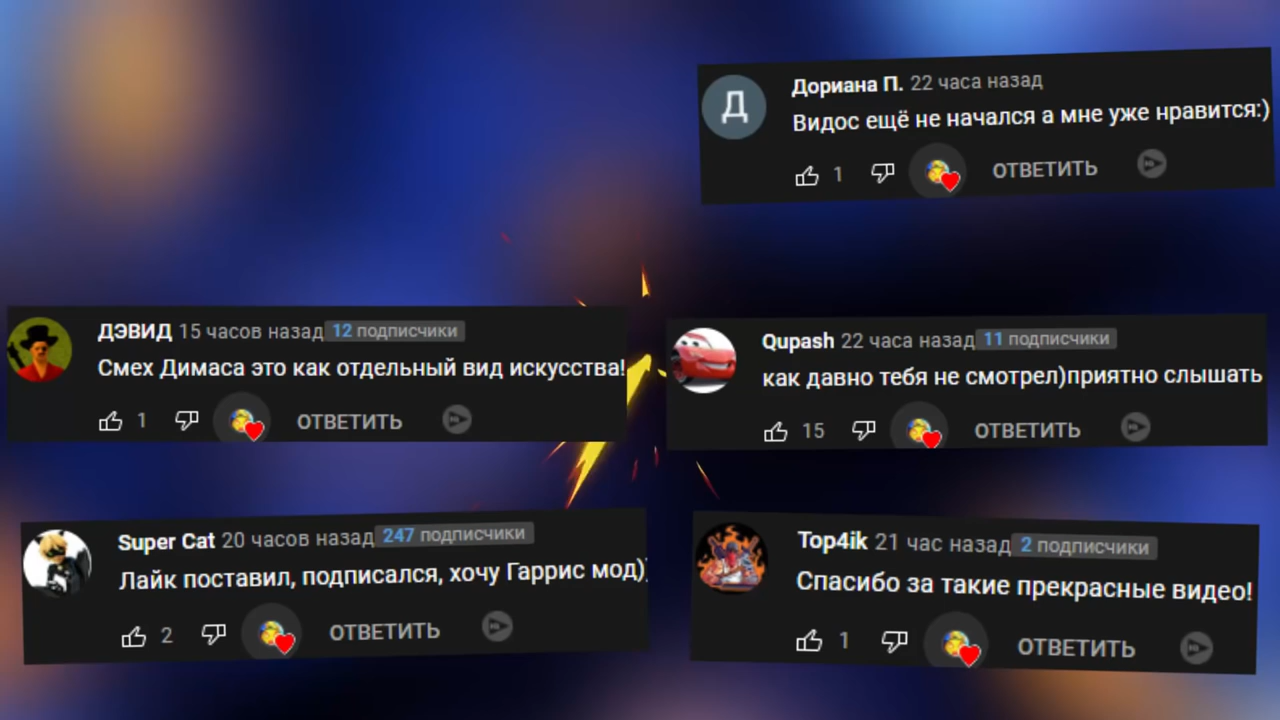 Дориана П. 22 часа назад
Видос ещё не начался а мне уже нравится:)
1 ОТВЕТИТЬ
ДЭВИД 15 часов назад 12 подписчики
Смех Димаса это как отдельный вид искусства!
1 ОТВЕТИТЬ
Qupash 22 часа назад 11 подписчики
как давно тебя не смотрел)приятно слышать
15 ОТВЕТИТЬ
Super Cat 20 часов назад 247 подписчики
Лайк поставил, подписался, хочу Гаррис мод))
2 ОТВЕТИТЬ
Top4ik 21 час назад 2 подписчики
Спасибо за такие прекрасные видео!
1 ОТВЕТИТЬ